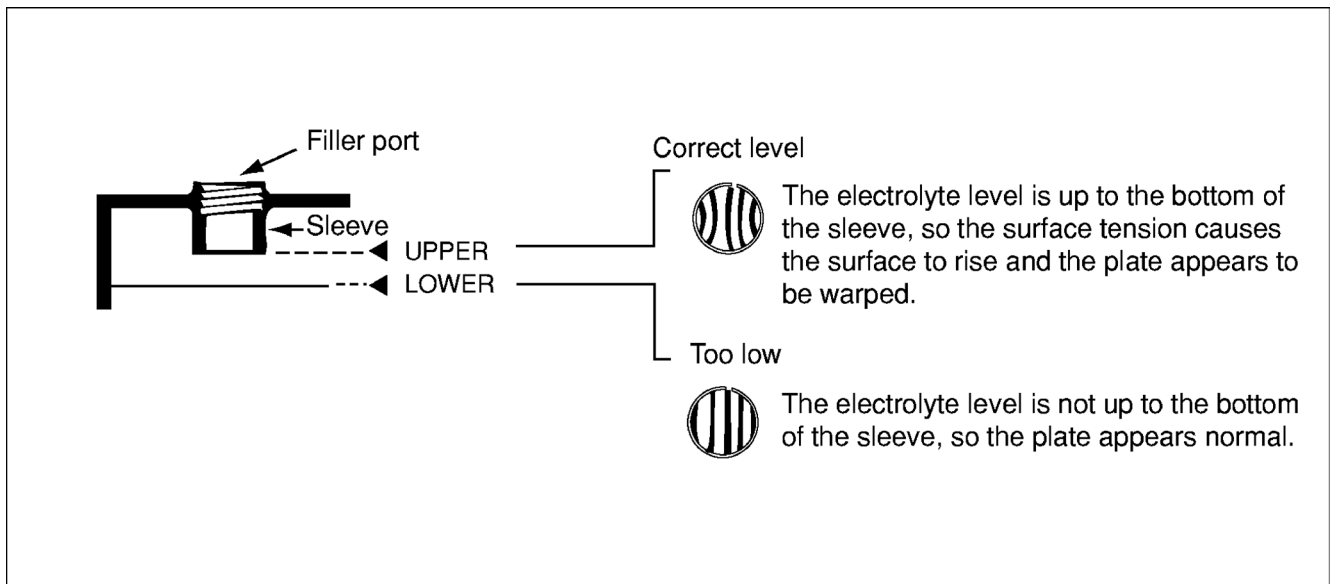 Filler port
Sleeve
UPPER
LOWER
Correct level
The electrolyte level is up to the bottom of
the sleeve, so the surface tension causes
the surface to rise and the plate appears to
be warped.
Too low
The electrolyte level is not up to the bottom
of the sleeve, so the plate appears normal.